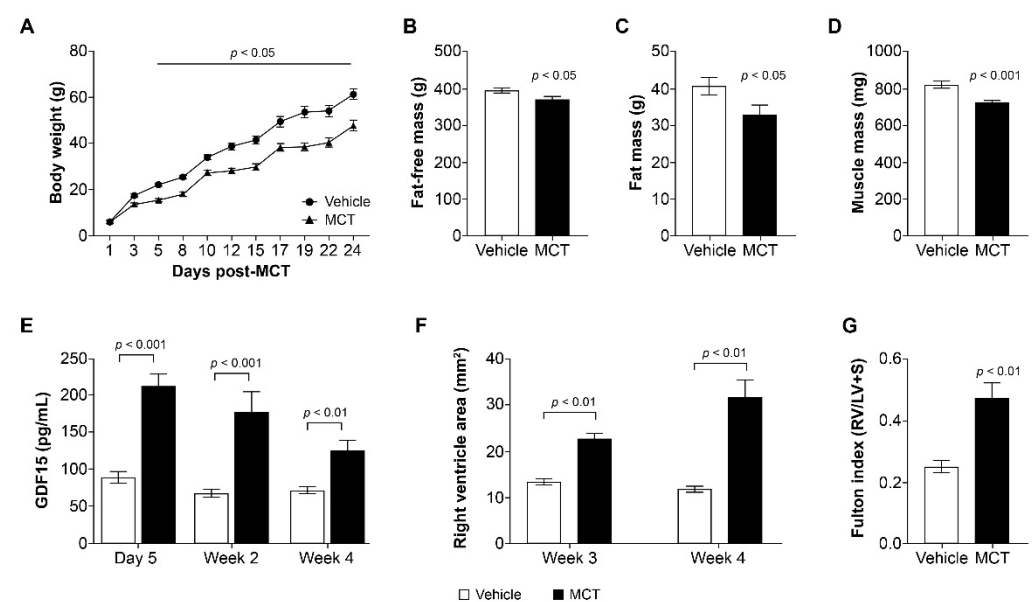 A
80
60
40
20
0
Body weight (g)
p < 0.05
Vehicle
MCT
1 3 5 8 10 12 15 17 19 22 24
Days post-MCT
B
500
400
300
200
100
0
Fat-free mass (g)
p < 0.05
Vehicle MCT
C
50
40
30
20
10
0
Fat mass (g)
p < 0.05
Vehicle MCT
D
1000
800
600
400
200
0
Muscle mass (mg)
p < 0.001
Vehicle MCT
E
250
200
150
100
50
0
GDF15 (pg/mL)
p < 0.001
p < 0.001
p < 0.01
Day 5 Week 2 Week 4
F
40
30
20
10
0
Right ventricle area (mm²)
p < 0.01
p < 0.01
Week 3 Week 4
G
0.6
0.4
0.2
0.0
Fulton index (RV/LV+S)
p < 0.01
Vehicle MCT
Vehicle MCT